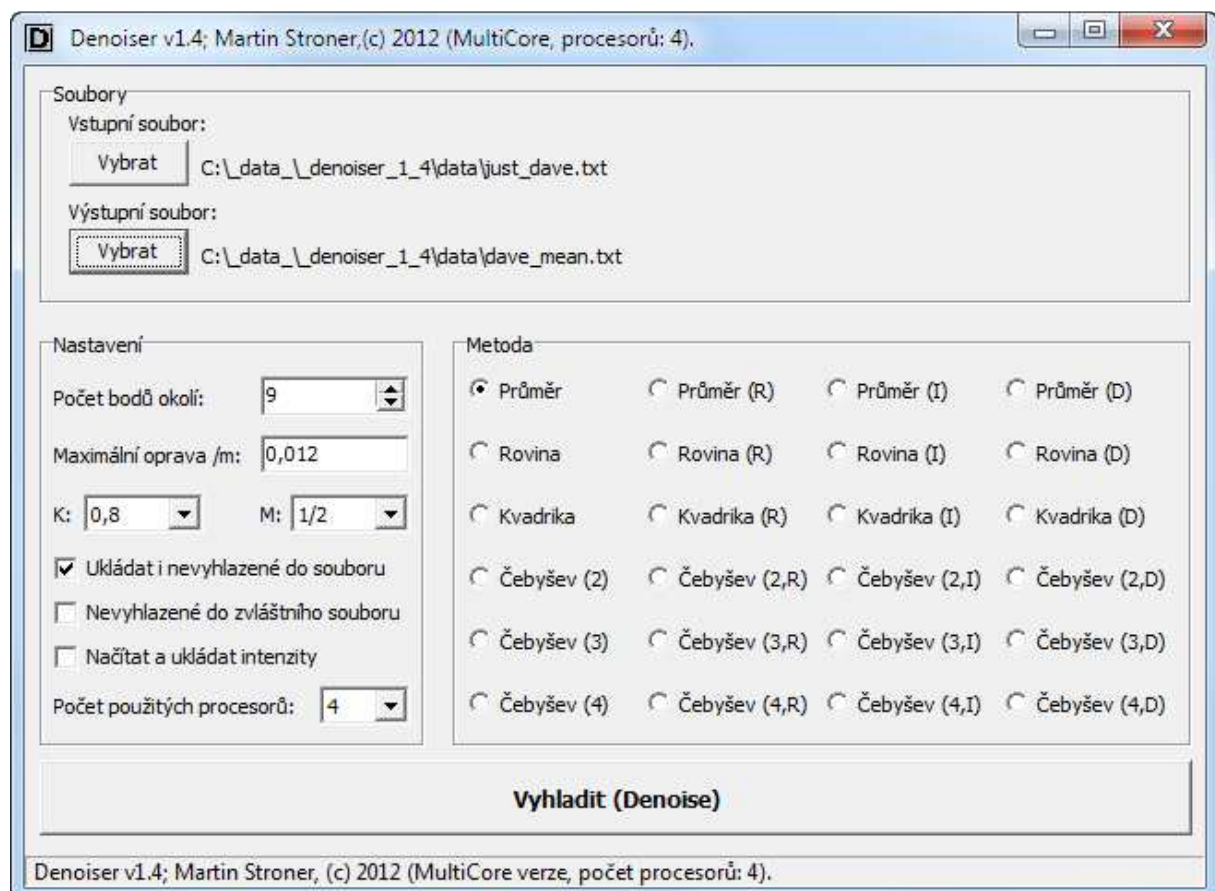 D Denoiser v1.4; Martin Stroner,(c) 2012 (MultiCore, procesorů: 4).
Soubory
Vstupní soubor:
Vybrat C:\_data_\_denoiser_1_4\data\just_dave.txt
Výstupní soubor:
Vybrat C:\_data_\_denoiser_1_4\data\dave_mean.txt
Nastavení
Počet bodů okolí: 9
Maximální oprava /m: 0,012
K: 0,8 M: 1/2
Ukládat i nevyhlazené do souboru
Nevyhlazené do zvláštního souboru
Načítat a ukládat intenzity
Počet použitých procesorů: 4
Metoda
Průměr Průměr (R) Průměr (I) Průměr (D)
Rovina Rovina (R) Rovina (I) Rovina (D)
Kvadrika Kvadrika (R) Kvadrika (I) Kvadrika (D)
Čebyšev (2) Čebyšev (2,R) Čebyšev (2,I) Čebyšev (2,D)
Čebyšev (3) Čebyšev (3,R) Čebyšev (3,I) Čebyšev (3,D)
Čebyšev (4) Čebyšev (4,R) Čebyšev (4,I) Čebyšev (4,D)
Vyhladit (Denoise)
Denoiser v1.4; Martin Stroner, (c) 2012 (MultiCore verze, počet procesorů: 4).